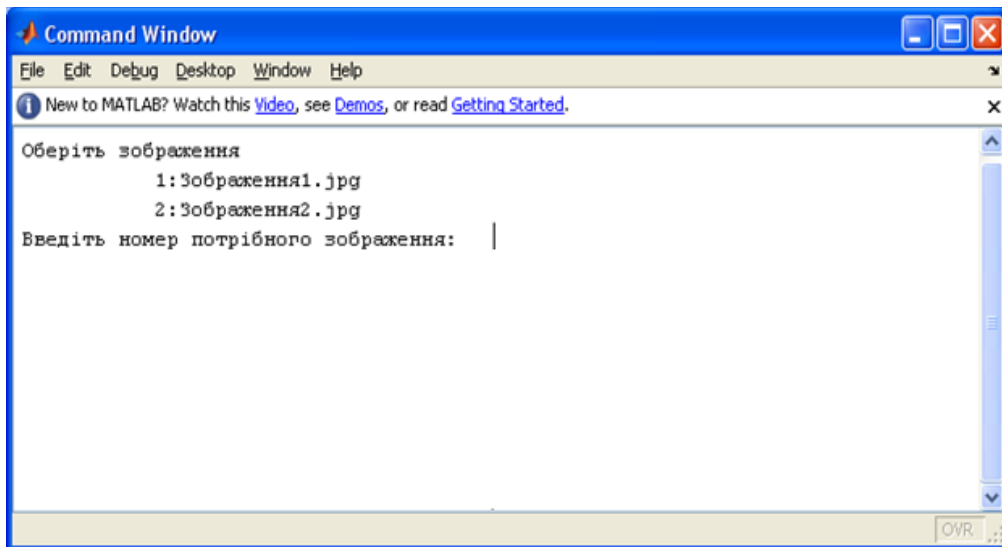 Command Window
File Edit Debug Desktop Window Help
New to MATLAB? Watch this Video, see Demos, or read Getting Started.
Оберіть зображення
1:Зображення1.jpg
2:Зображення2.jpg
Введіть номер потрібного зображення:
OVR